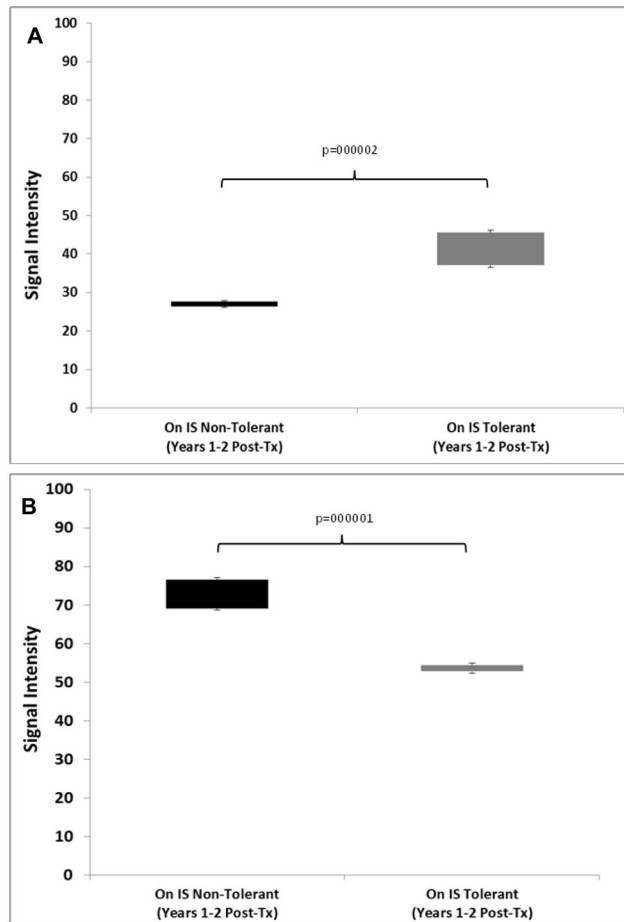 A
100
90
80
70
60
50
40
30
20
10
0
Signal Intensity
p=000002
On IS Non-Tolerant
(Years 1-2 Post-Tx)
On IS Tolerant
(Years 1-2 Post-Tx)
B
100
90
80
70
60
50
40
30
20
10
0
Signal Intensity
p=000001
On IS Non-Tolerant
(Years 1-2 Post-Tx)
On IS Tolerant
(Years 1-2 Post-Tx)